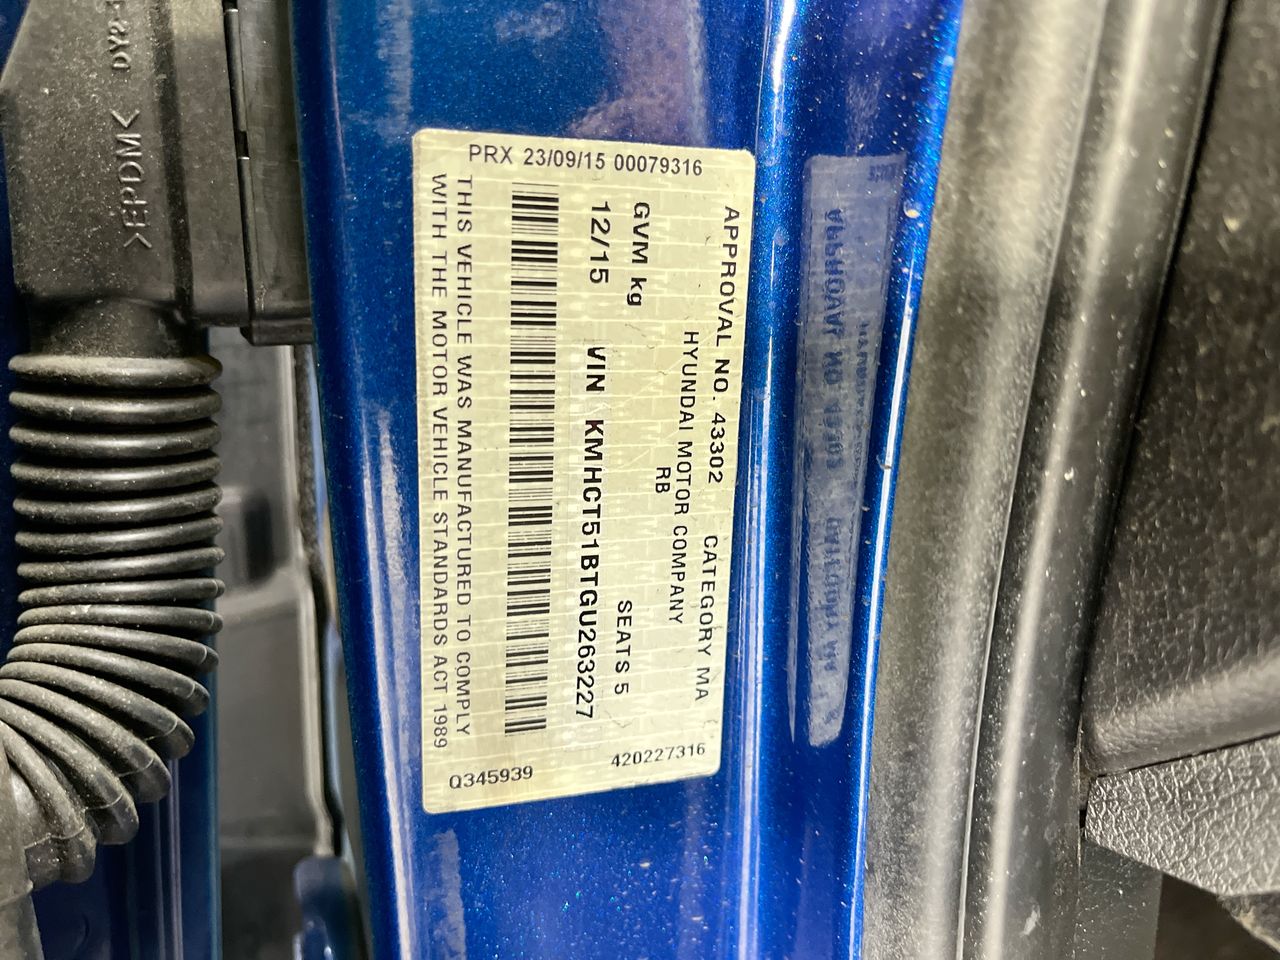 PRX 23/09/15 00079316
APPROVAL NO. 43302 CATEGORY MA
HYUNDAI MOTOR COMPANY
RB
GVM kg SEATS 5
12/15 VIN KMHCT51BTGU263227
THIS VEHICLE WAS MANUFACTURED TO COMPLY
WITH THE MOTOR VEHICLE STANDARDS ACT 1989
420227316
Q345939
>EPDM<